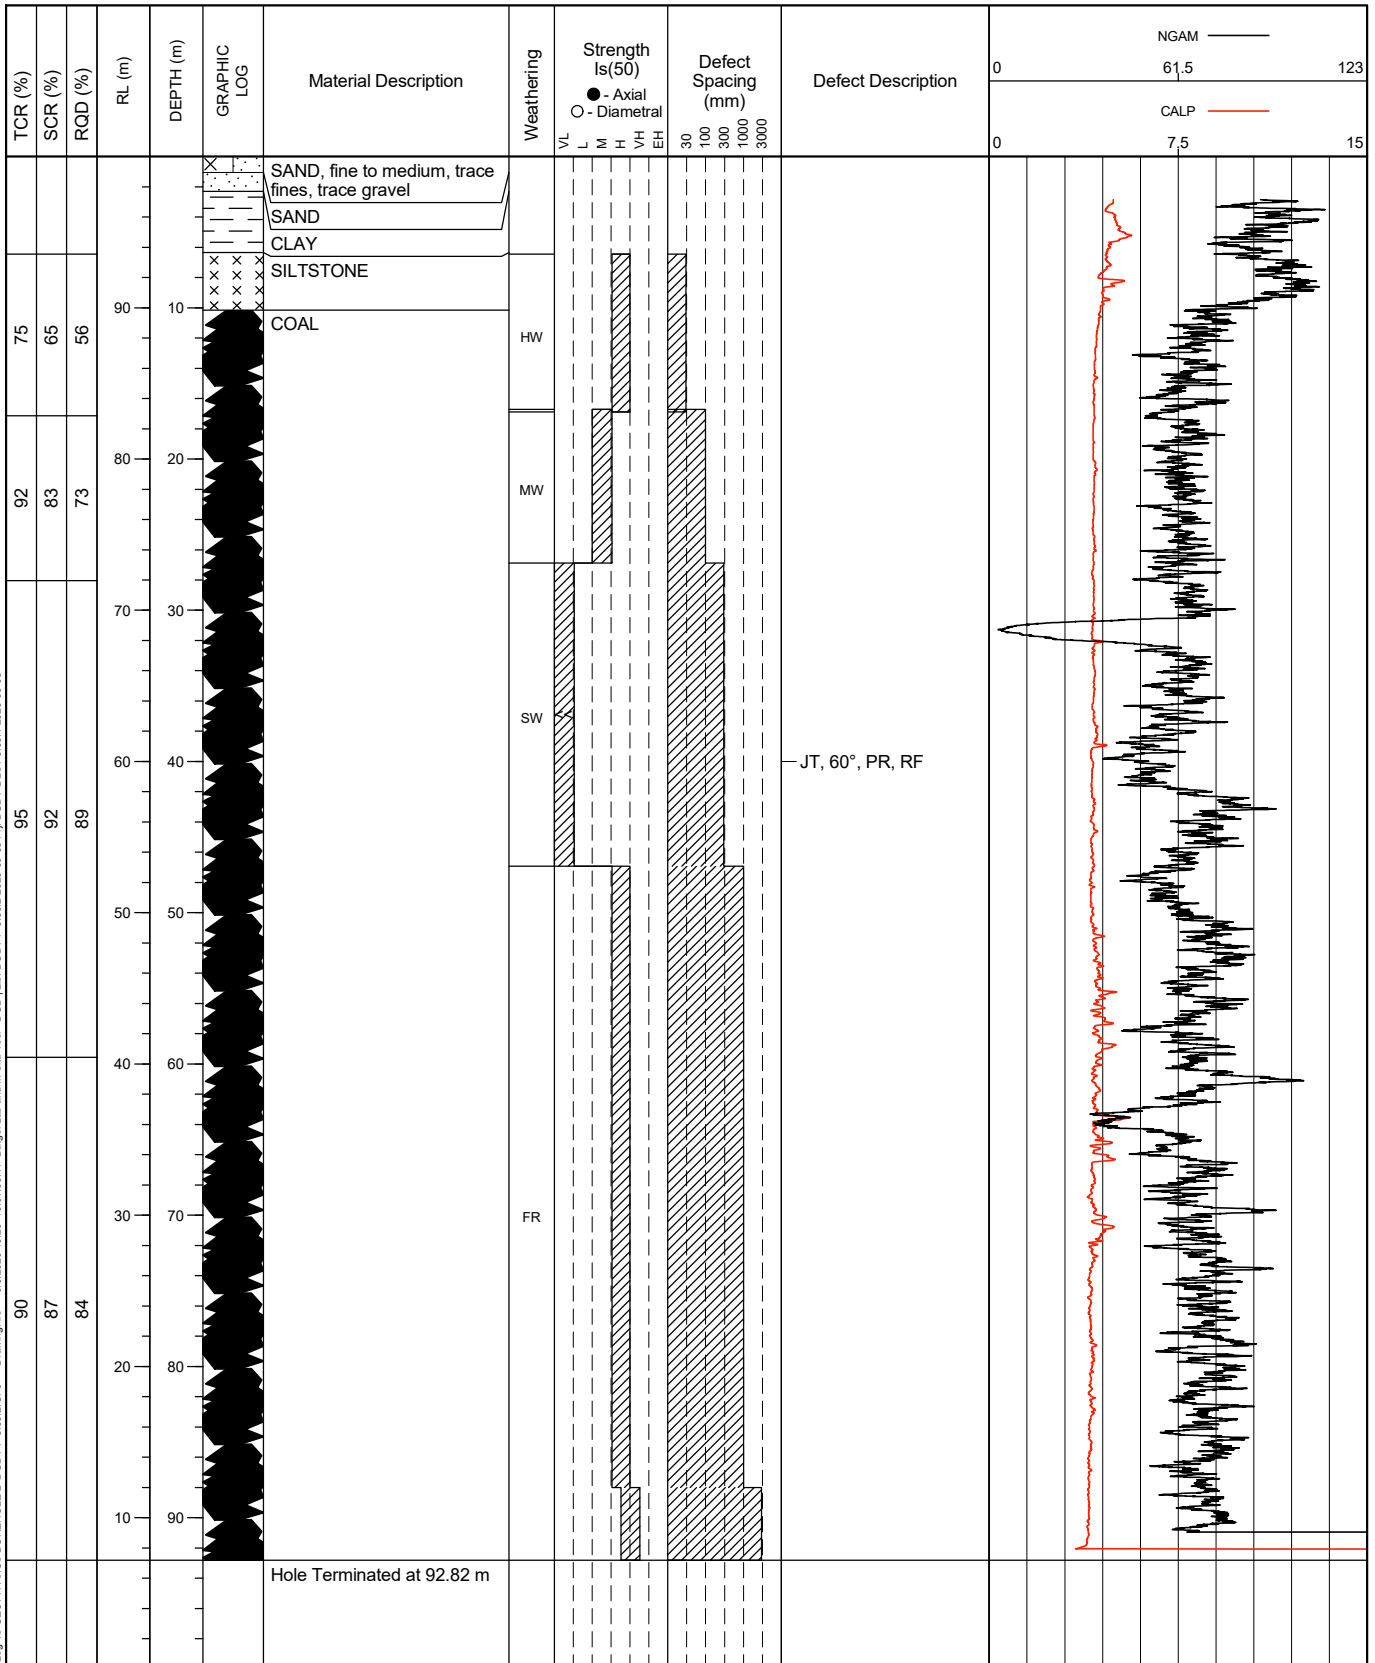 TCR (%)
SCR (%)
RQD (%)
RL (m)
DEPTH (m)
GRAPHIC
LOG
Material Description
Weathering
Strength
Is(50)
- Axial
- Diametral
VL
L
M
H
VH
EH
Defect
Spacing
(mm)
30
100
300
1000
3000
Defect Description
NGAM
0 61.5 123
CALP
0 7.5 15
SAND, fine to medium, trace
fines, trace gravel
SAND
CLAY
SILTSTONE
COAL
75
65
56
92
83
73
95
92
89
90
87
84
90
80
70
60
50
40
30
20
10
10
20
30
40
50
60
70
80
90
HW
MW
SW
FR
JT, 60°, PR, RF
Hole Terminated at 92.82 m